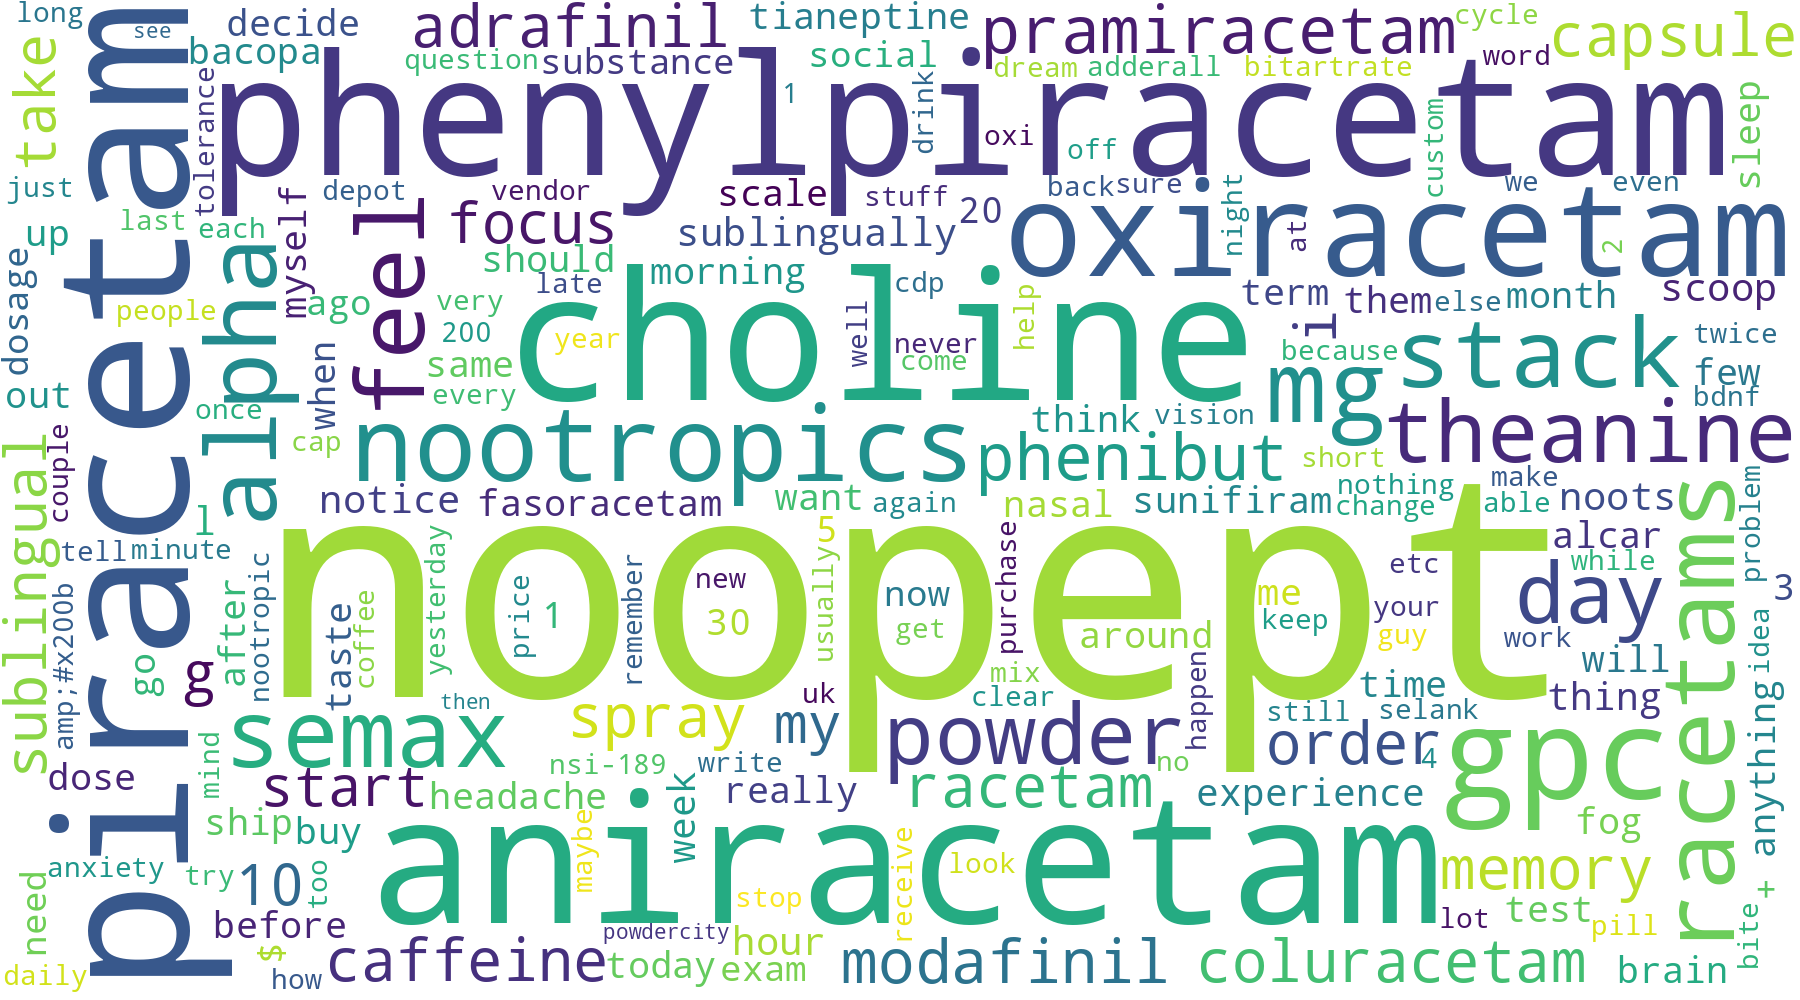 long
see
decide
adrafinil
tianeptine
pramiracetam
cycle
capsule
bacopa
question
substance
social
dream
adderall
bitartrate
word
take
piracetam
phenylpiracetam
tolerance
1
drink
oxi
off
custom
sleep
just
depot
vendor
scale
stuff
back
sure
we
even
last
each
myself
feel
focus
20
oxiracetam
night
at
2
up
alpha
sublingually
should
morning
cdp
term
them
else
month
scoop
dosage
people
ago
very
late
choline
well
help
i
200
year
never
come
because
stack
twice
when
same
every
mg
few
bdnf
out
once
cap
nootropics
think
vision
theanine
phenibut
short
couple
sublingual
notice
fasoracetam
want
again
nasal
sunifiram
nothing
change
make
able
noots
problem
l
tell
minute
noopept
5
purchase
alcar
racetams
amp;#x200b
after
nootropic
yesterday
remember
new
now
etc
while
day
3
taste
coffee
price
1
30
usually
get
me
keep
your
guy
around
work
idea
go
g
mix
clear
uk
happen
time
will
thing
then
semax
spray
my
powder
still
selank
order
4
gpc
anything
dose
mind
start
nsi-189
write
no
headache
week
really
racetam
experience
ship
buy
aniracetam
fog
anxiety
try
too
10
maybe
receive
look
memory
+
need
stop
before
lot
test
pill
bite
$
powdercity
hour
daily
how
caffeine
today
exam
modafinil
coluracetam
brain